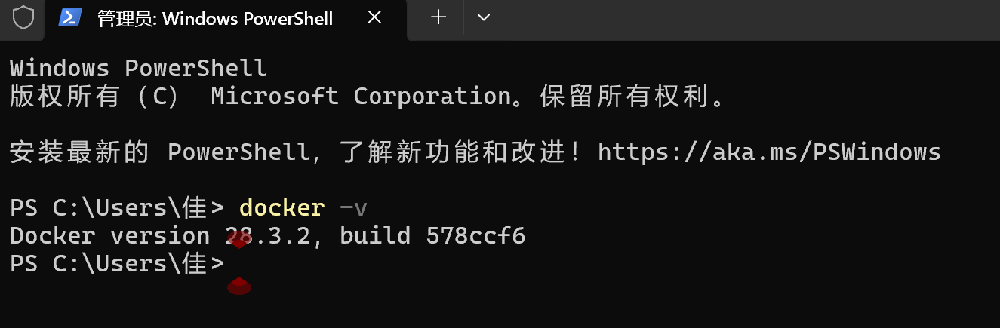 管理员: Windows PowerShell
Windows PowerShell
版权所有 (C) Microsoft Corporation。保留所有权利。
安装最新的 PowerShell，了解新功能和改进！https://aka.ms/PSWindows
PS C:\Users\佳> docker -v
Docker version 28.3.2, build 578ccf6
PS C:\Users\佳>